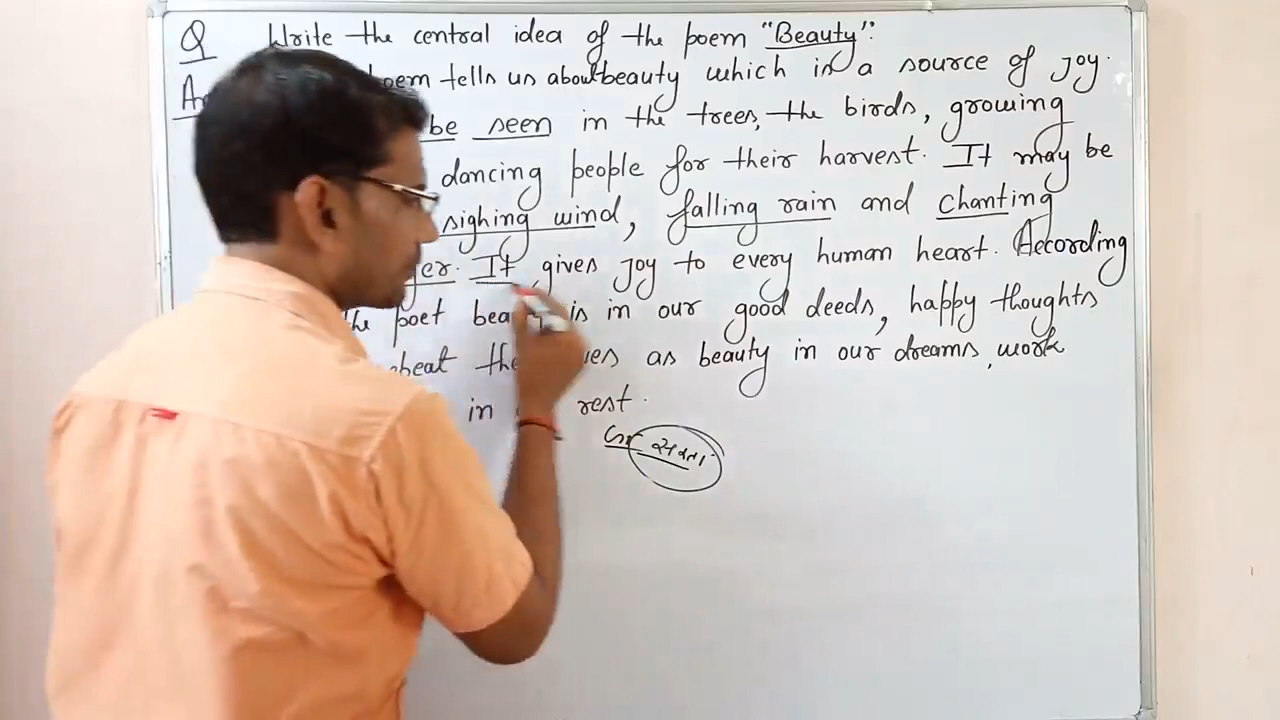 Q Write the central idea of the poem "Beauty".
poem tells us about beauty which is a source of joy.
be seen in the trees, the birds, growing
dancing people for their harvest. It may be
sighing wind, falling rain and chanting
It gives joy to every human heart. According
the poet is in our good deeds, happy thoughts
as beauty in our dreams, work
in rest.